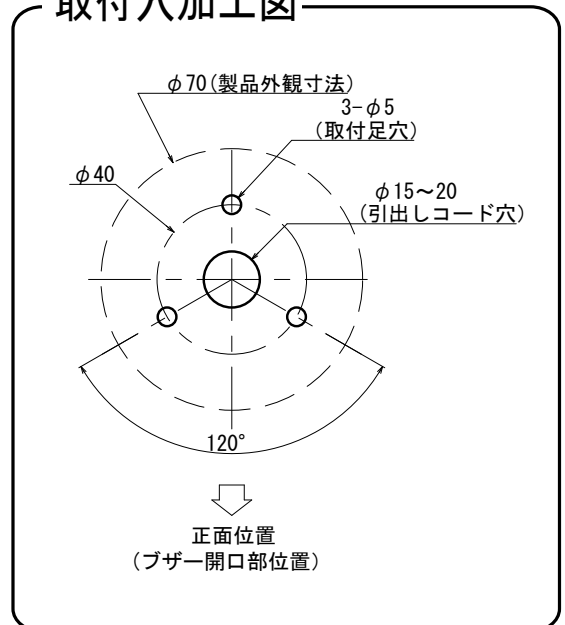 取付穴加工図
φ70(製品外観寸法)
3-φ5
(取付足穴)
φ40
φ15～20
(引出しコード穴)
120°
正面位置
(ブザー開口部位置)